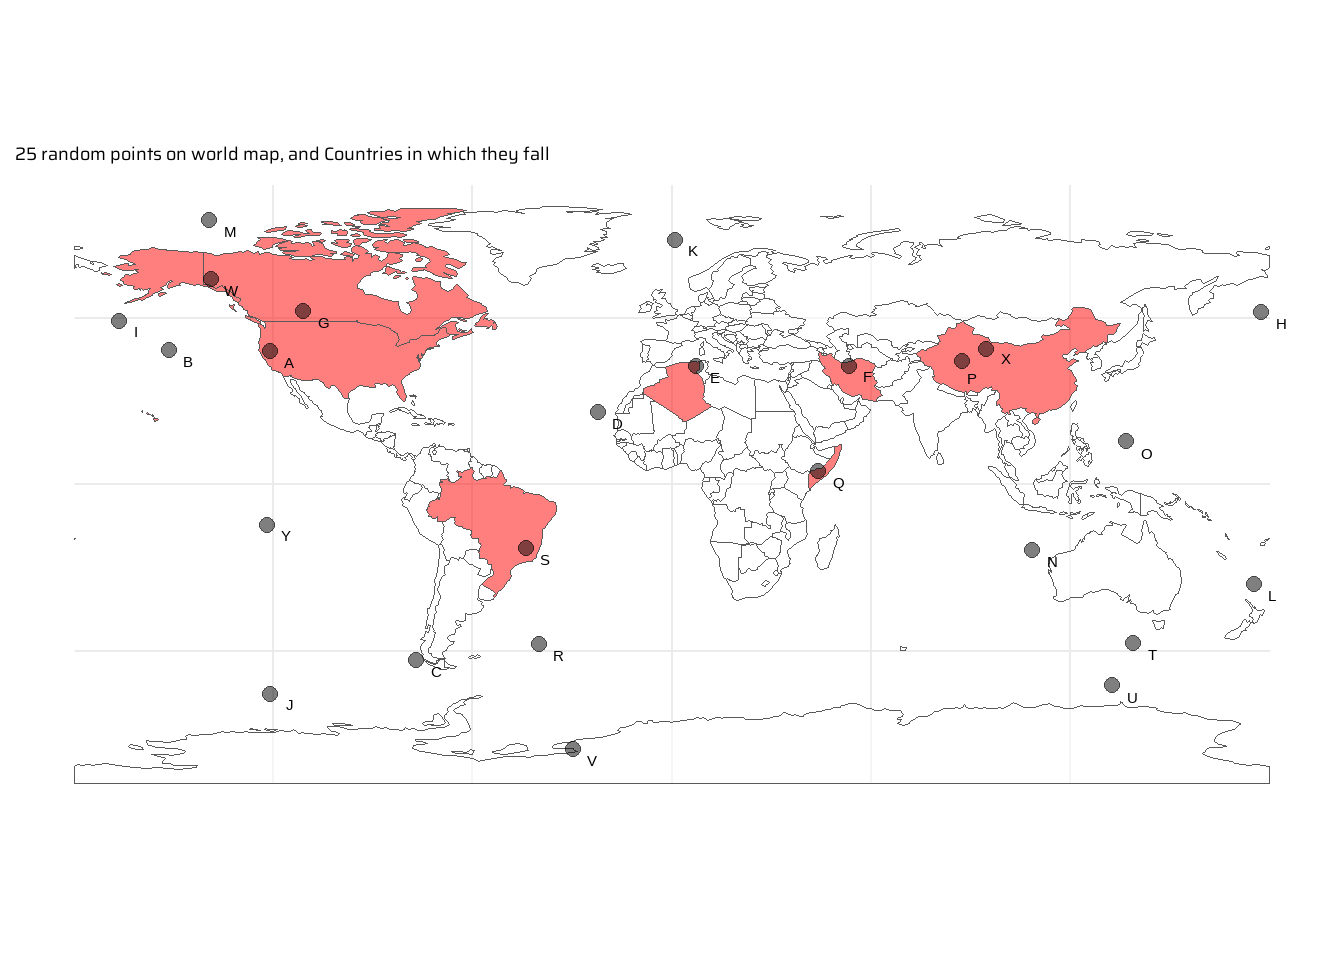 25 random points on world map, and Countries in which they fall
M
K
W
G
I
H
B
A
X
E
F
P
D
O
Q
Y
S
N
L
R
T
C
U
J
V